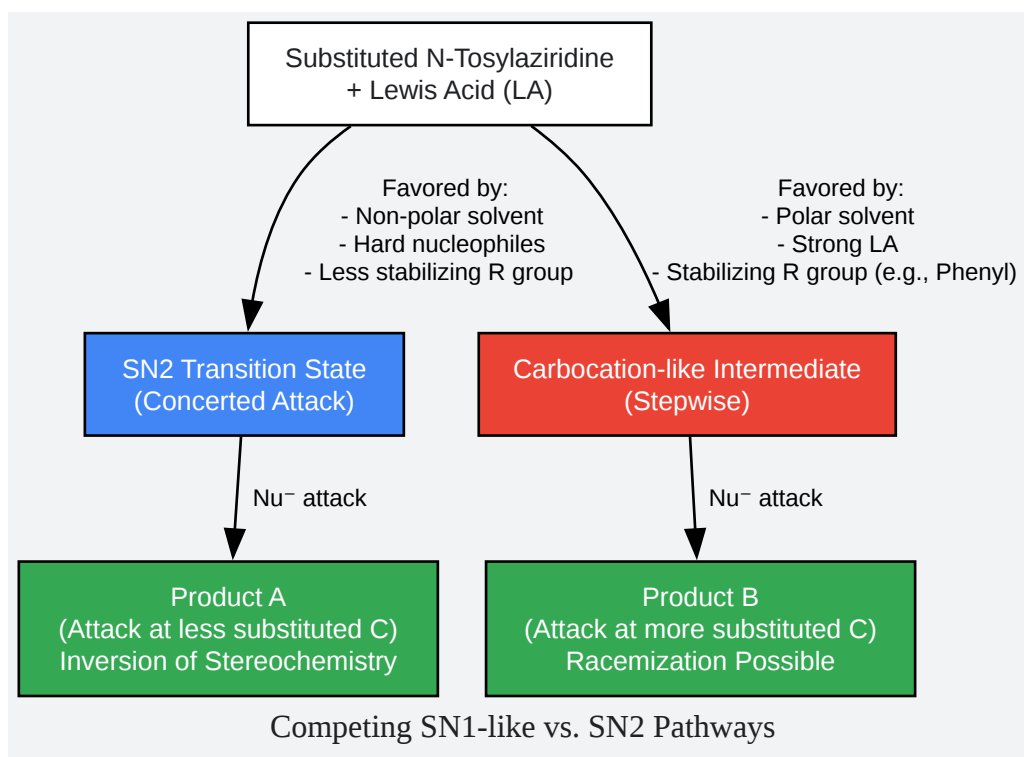 Substituted N-Tosylaziridine
+ Lewis Acid (LA)
Favored by:
- Non-polar solvent
- Hard nucleophiles
- Less stabilizing R group
Favored by:
- Polar solvent
- Strong LA
- Stabilizing R group (e.g., Phenyl)
SN2 Transition State
(Concerted Attack)
Carbocation-like Intermediate
(Stepwise)
Nu⁻ attack
Nu⁻ attack
Product A
(Attack at less substituted C)
Inversion of Stereochemistry
Product B
(Attack at more substituted C)
Racemization Possible
Competing SN1-like vs. SN2 Pathways